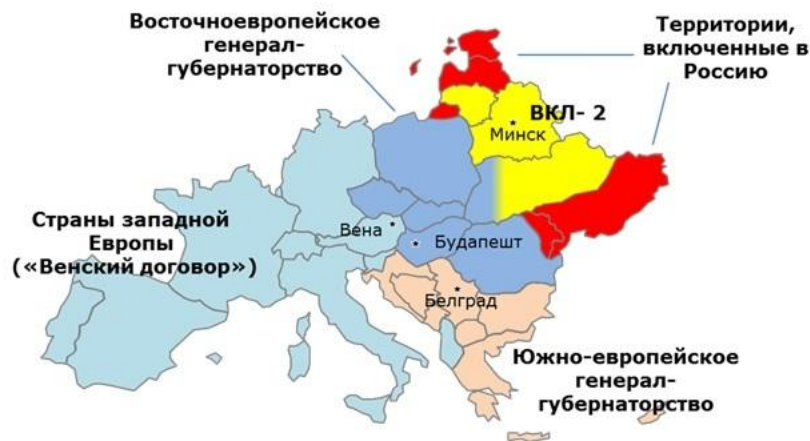 Восточноевропейское
генерал-
губернаторство
Территории,
включенные в
Россию
ВКЛ- 2
Минск
Страны западной
Европы
(«Венский договор»)
Вена
Будапешт
Белград
Южно-европейское
генерал-
губернаторство